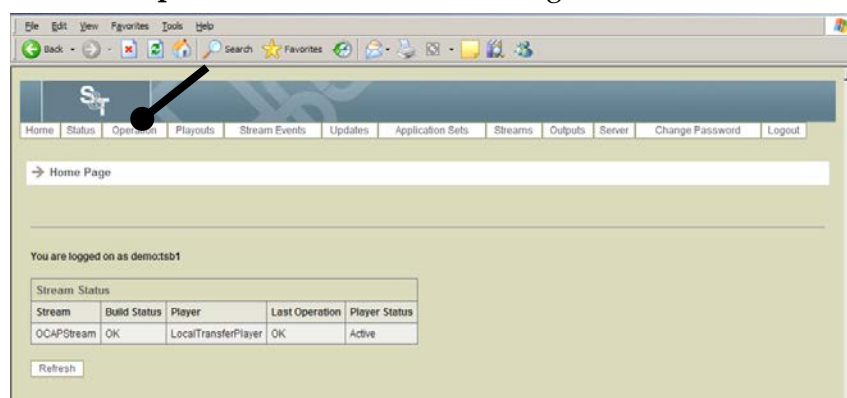 File Edit View Favorites Tools Help
Back Search Favorites
ST
Home Status Operation Playouts Stream Events Updates Application Sets Streams Outputs Server Change Password Logout
Home Page
You are logged on as demo:tsb1
Stream Status
Stream Build Status Player Last Operation Player Status
OCAPStream OK LocalTransferPlayer OK Active
Refresh